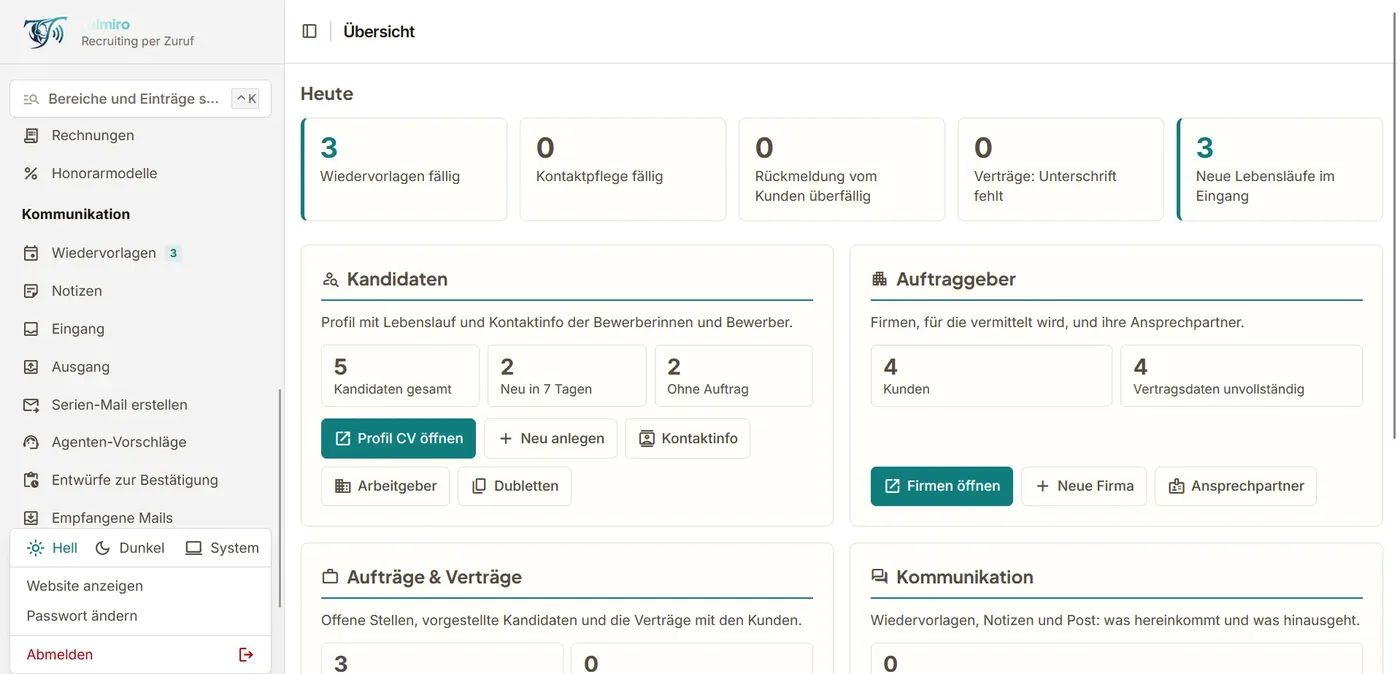 Recruiting per Zuruf
Bereiche und Einträge s... ^ K
Rechnungen
Honorarmodelle
Kommunikation
Wiedervorlagen 3
Notizen
Eingang
Ausgang
Serien-Mail erstellen
Agenten-Vorschläge
Entwürfe zur Bestätigung
Empfangene Mails
Hell Dunkel System
Website anzeigen
Passwort ändern
Abmelden
Übersicht
Heute
3
Wiedervorlagen fällig
0
Kontaktpflege fällig
0
Rückmeldung vom
Kunden überfällig
0
Verträge: Unterschrift
fehlt
3
Neue Lebensläufe im
Eingang
Kandidaten
Profil mit Lebenslauf und Kontaktinfo der Bewerberinnen und Bewerber.
5
Kandidaten gesamt
2
Neu in 7 Tagen
2
Ohne Auftrag
Profil CV öffnen
Neu anlegen
Kontaktinfo
Arbeitgeber
Dubletten
Auftraggeber
Firmen, für die vermittelt wird, und ihre Ansprechpartner.
4
Kunden
4
Vertragsdaten unvollständig
Firmen öffnen
Neue Firma
Ansprechpartner
Aufträge & Verträge
Offene Stellen, vorgestellte Kandidaten und die Verträge mit den Kunden.
3
0
Kommunikation
Wiedervorlagen, Notizen und Post: was hereinkommt und was hinausgeht.
0